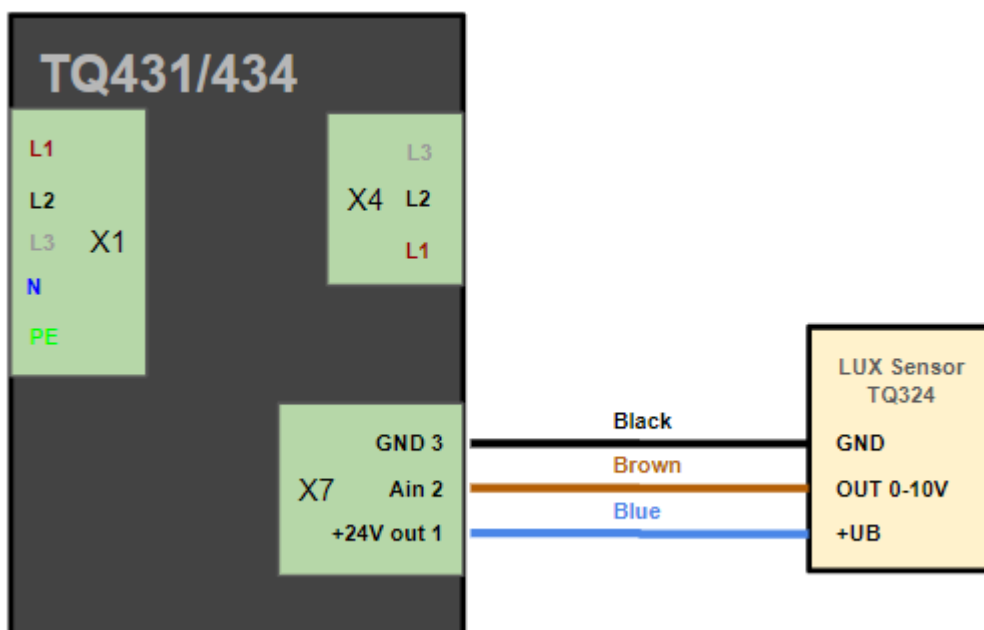 TQ431/434
L1
L2
L3
N
PE
X1
L3
X4
L2
L1
X7
GND 3
Ain 2
+24V out 1
Black
Brown
Blue
LUX Sensor
TQ324
GND
OUT 0-10V
+UB